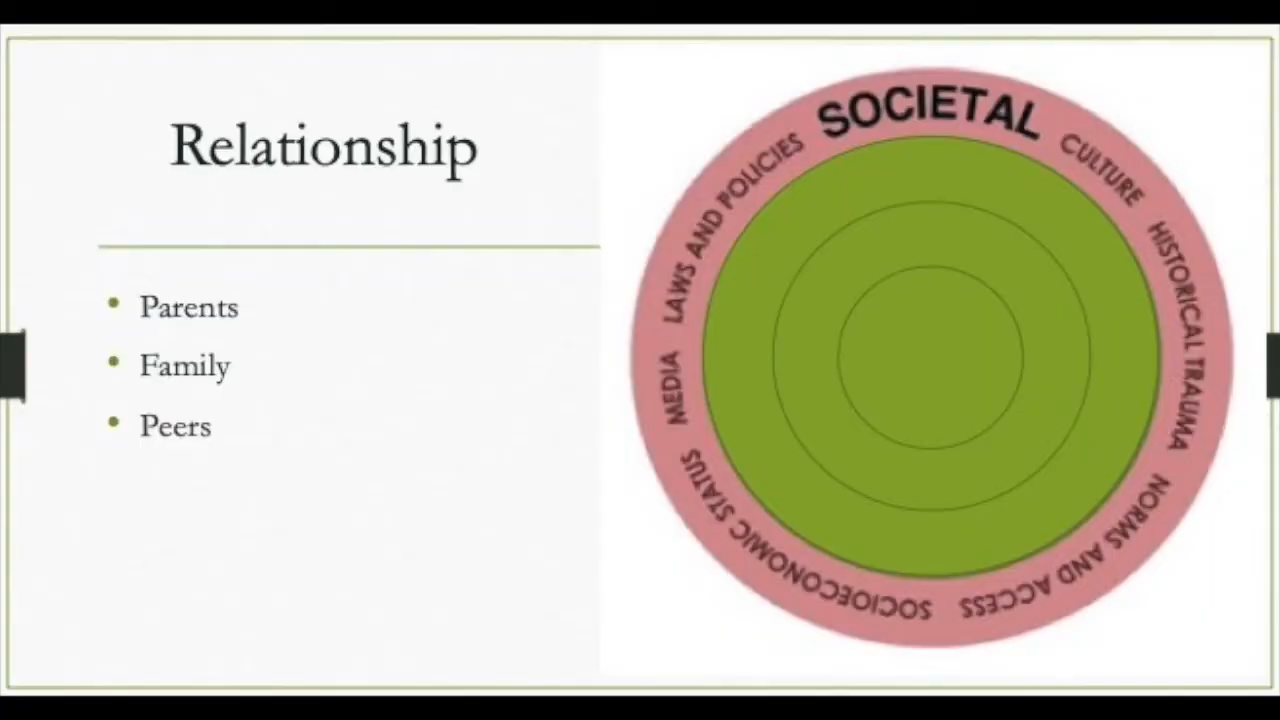 Relationship
Parents
Family
Peers
SOCIETAL
CULTURE
HISTORICAL TRAUMA
NORMS AND ACCESS
SOCIOECONOMIC STATUS
MEDIA
LAWS AND POLICIES